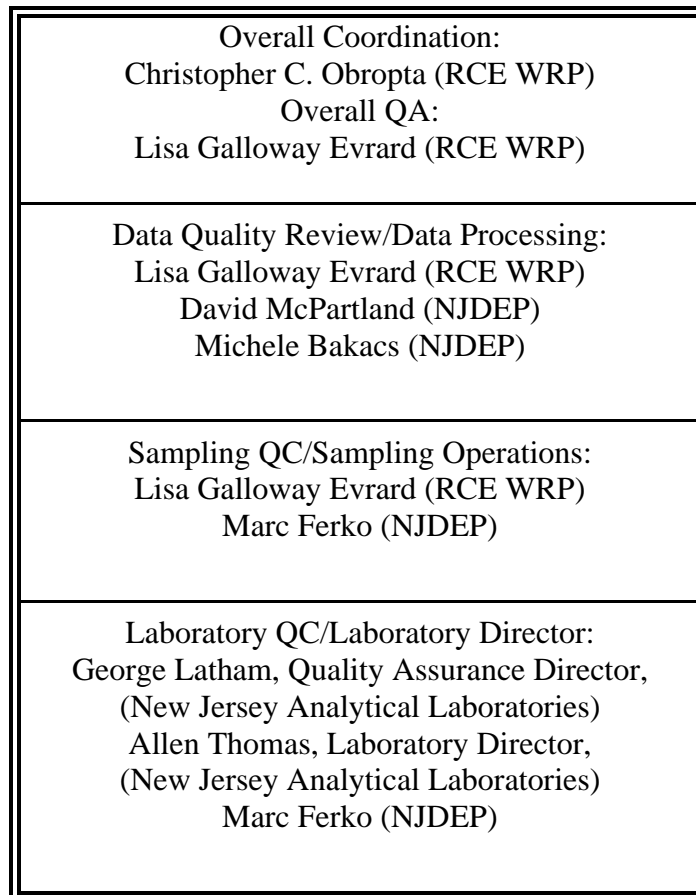 Overall Coordination:
Christopher C. Obropta (RCE WRP)
Overall QA:
Lisa Galloway Evrard (RCE WRP)
Data Quality Review/Data Processing:
Lisa Galloway Evrard (RCE WRP)
David McPartland (NJDEP)
Michele Bakacs (NJDEP)
Sampling QC/Sampling Operations:
Lisa Galloway Evrard (RCE WRP)
Marc Ferko (NJDEP)
Laboratory QC/Laboratory Director:
George Latham, Quality Assurance Director,
(New Jersey Analytical Laboratories)
Allen Thomas, Laboratory Director,
(New Jersey Analytical Laboratories)
Marc Ferko (NJDEP)